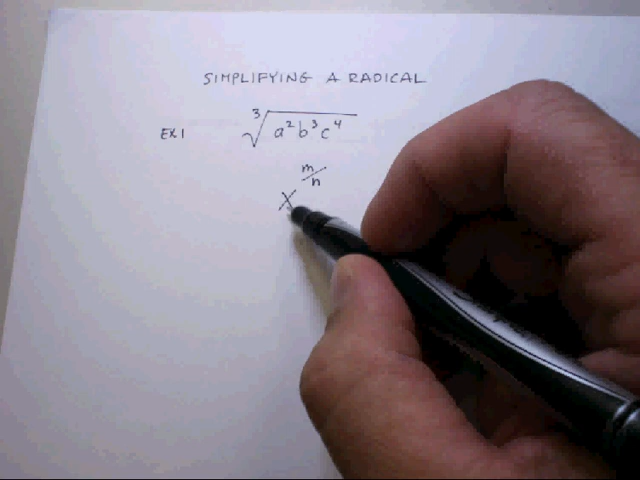 SIMPLIFYING A RADICAL
EX1 ∛(a²b³c⁴)
x^(m/n)